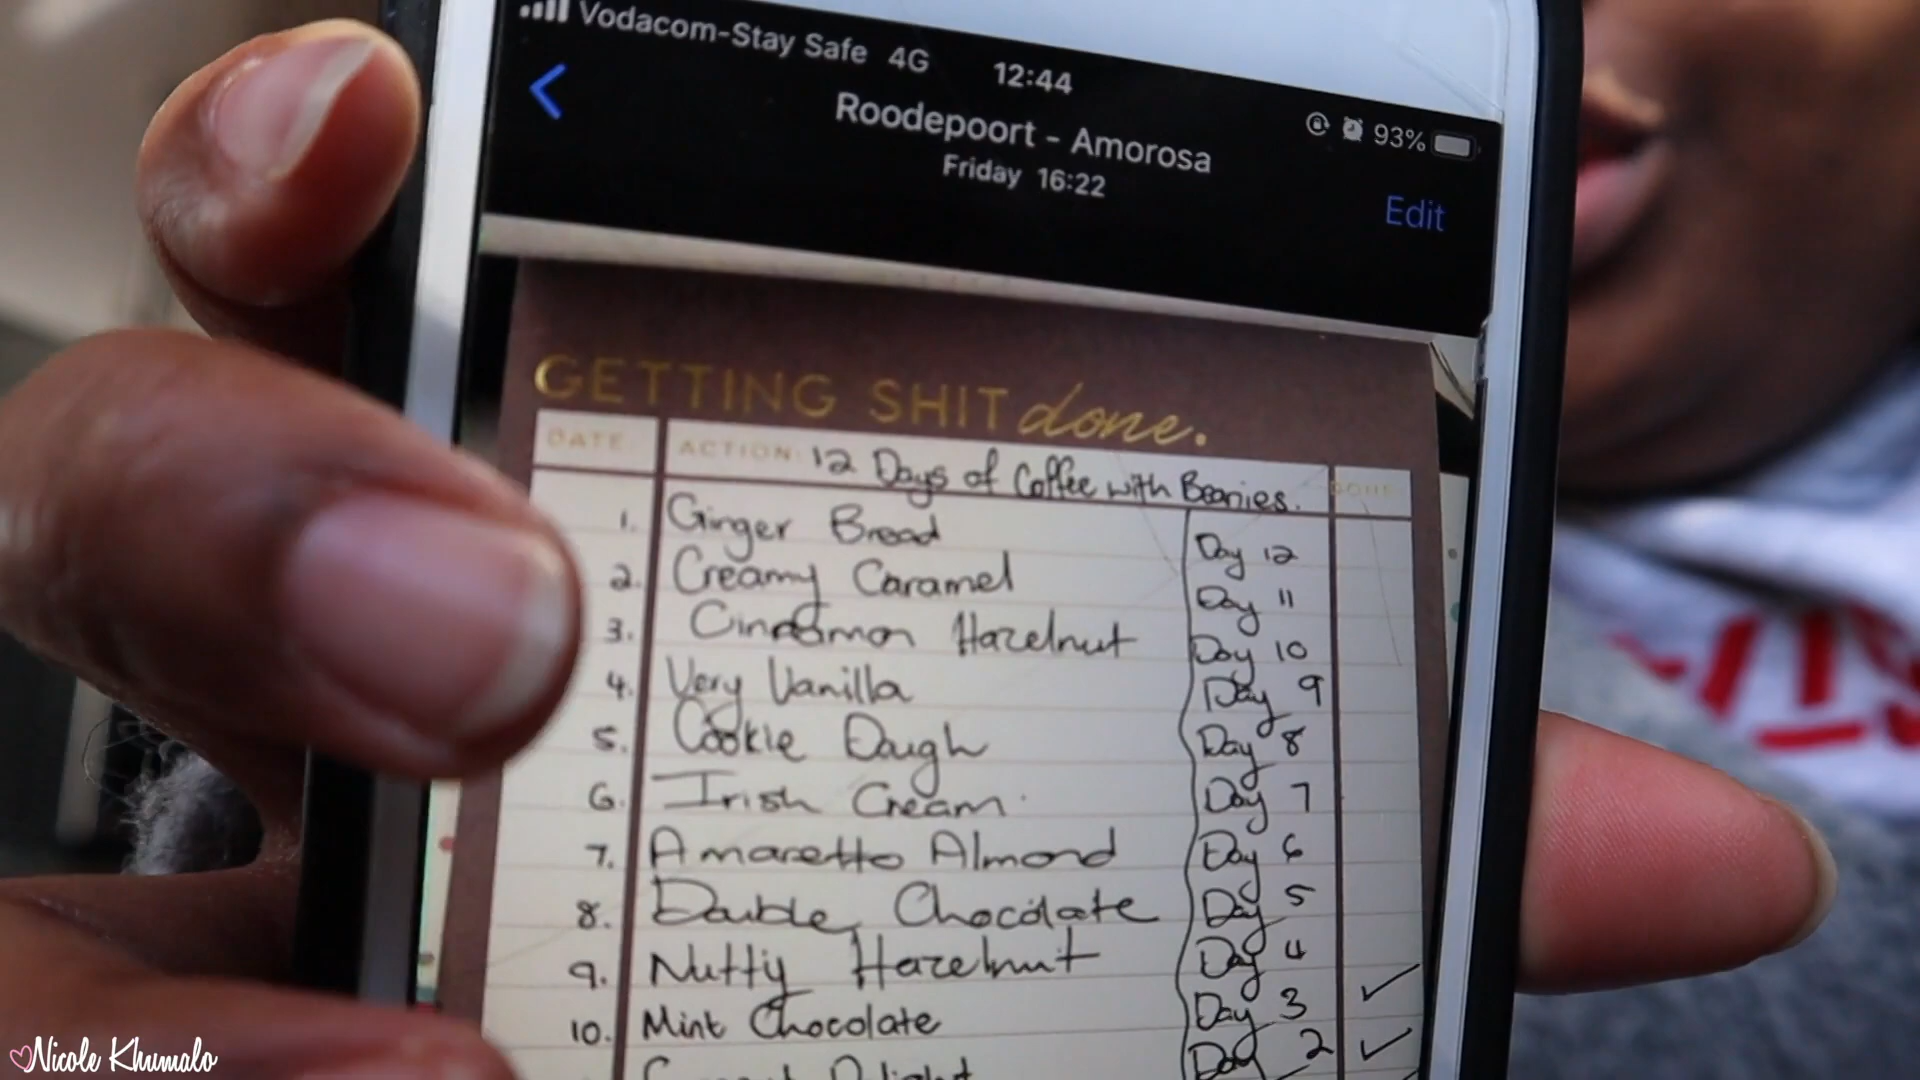 Vodacom-Stay Safe 4G 12:44 93%
Roodepoort - Amorosa
Friday 16:22
Edit
GETTING SHIT done.
DATE: ACTION: 12 Days of Coffee with Beanies. DONE
1. Ginger Bread Day 12
2. Creamy Caramel Day 11
3. Cinnamon Hazelnut Day 10
4. Very Vanilla Day 9
5. Cookie Dough Day 8
6. Irish Cream. Day 7
7. Amaretto Almond Day 6
8. Double Chocolate Day 5
9. Nutty Hazelnut Day 4
10. Mint Chocolate Day 3 ✓
Day 2 ✓
Nicole Khumalo